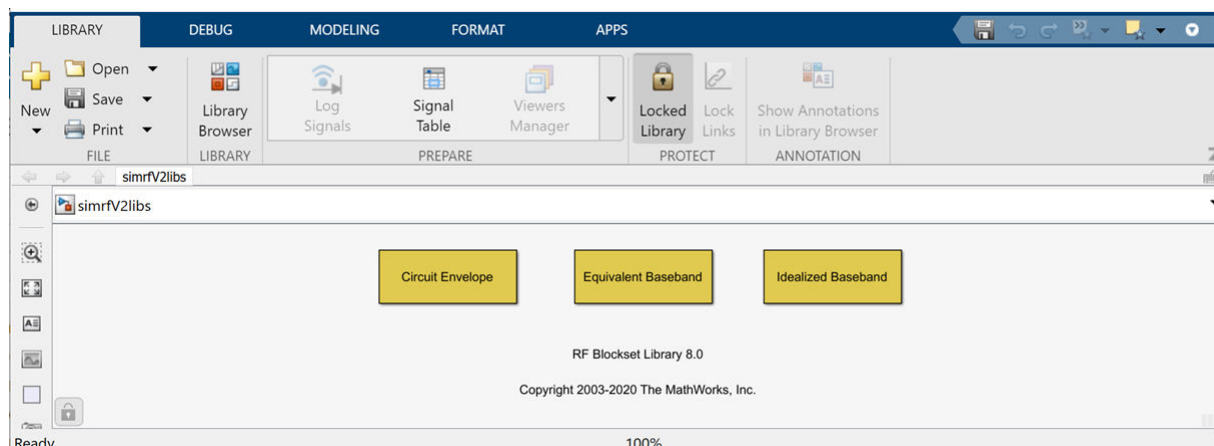 LIBRARY DEBUG MODELING FORMAT APPS
New
Open
Save
Print
Library
Browser
Log
Signals
Signal
Table
Viewers
Manager
Locked
Library
Lock
Links
Show Annotations
in Library Browser
FILE LIBRARY PREPARE PROTECT ANNOTATION
simrfV2libs
simrfV2libs
Circuit Envelope Equivalent Baseband Idealized Baseband
RF Blockset Library 8.0
Copyright 2003-2020 The MathWorks, Inc.
Ready 100%